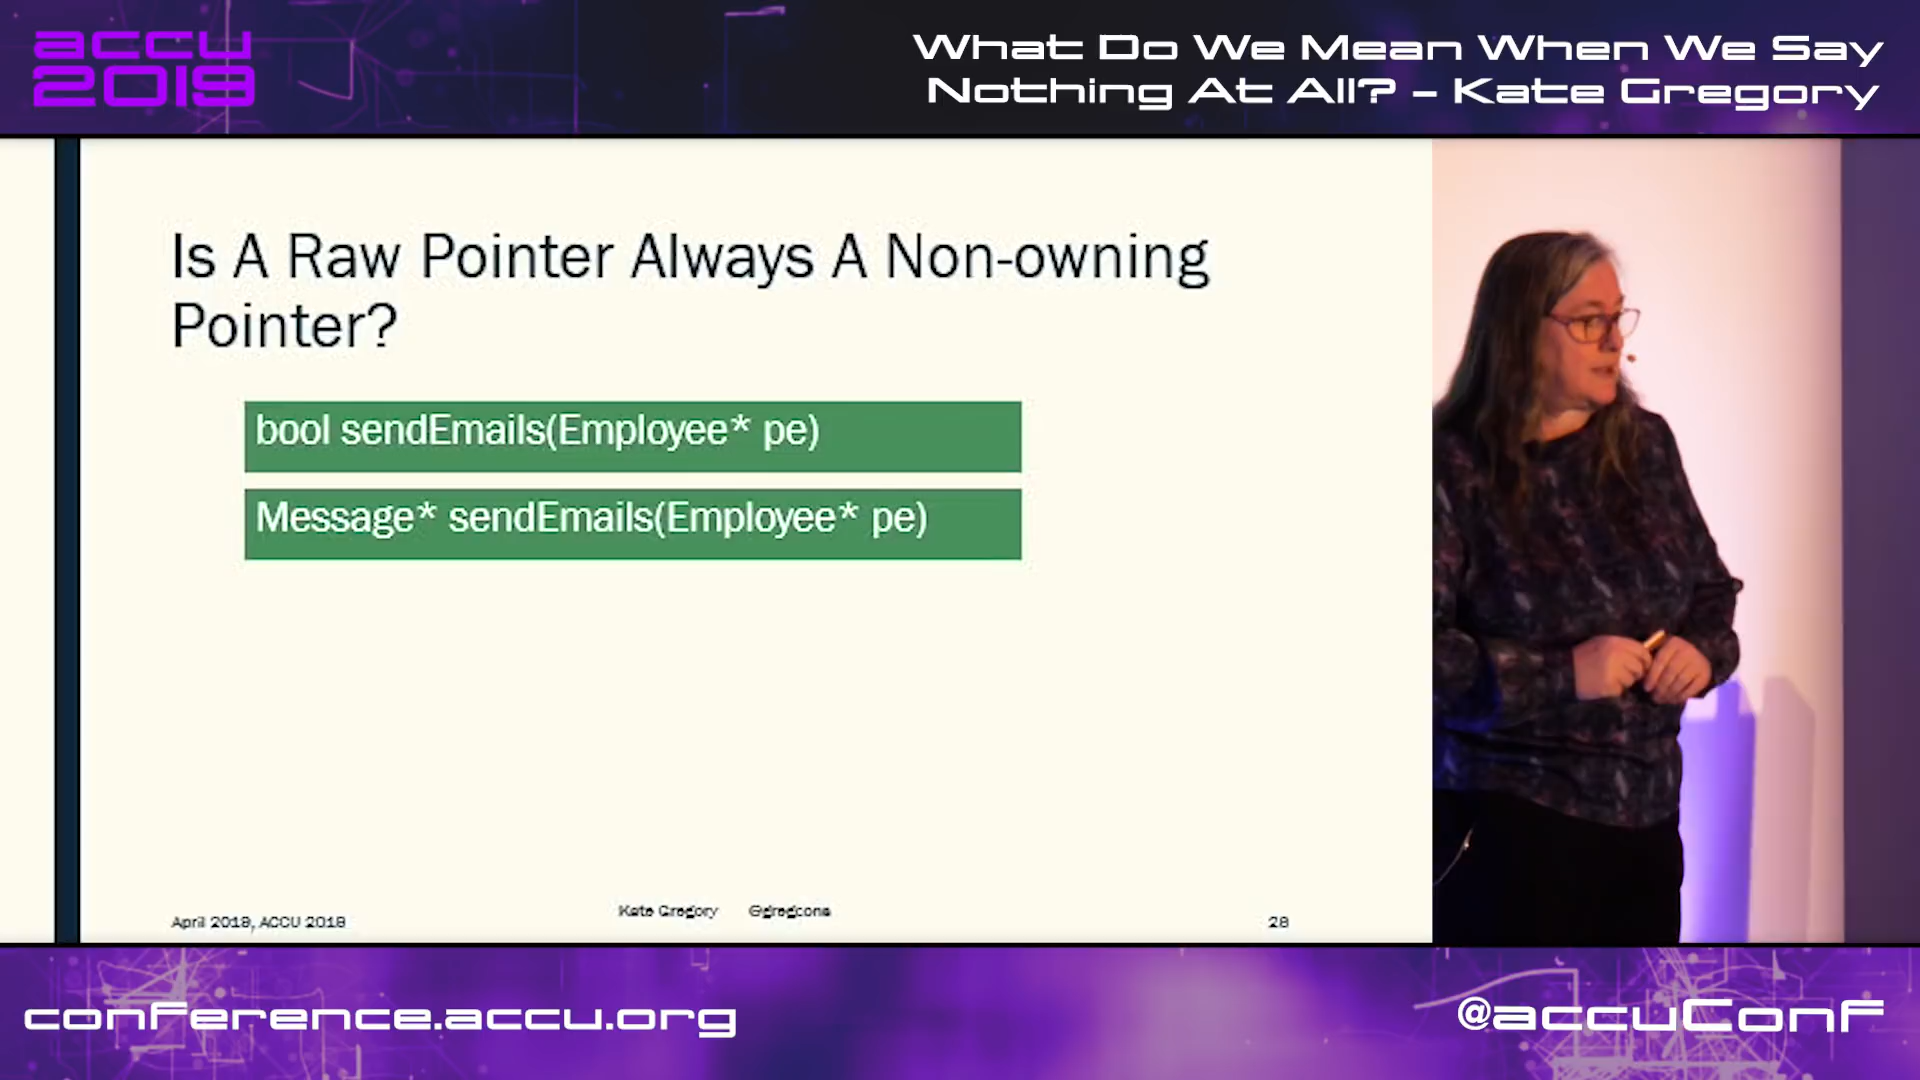 accu
2019
What Do We Mean When We Say
Nothing At All? - Kate Gregory
Is A Raw Pointer Always A Non-owning
Pointer?
bool sendEmails(Employee* pe)
Message* sendEmails(Employee* pe)
April 2019, ACCU 2019
Kate Gregory @gregcons
28
conference.accu.org
@accuConf